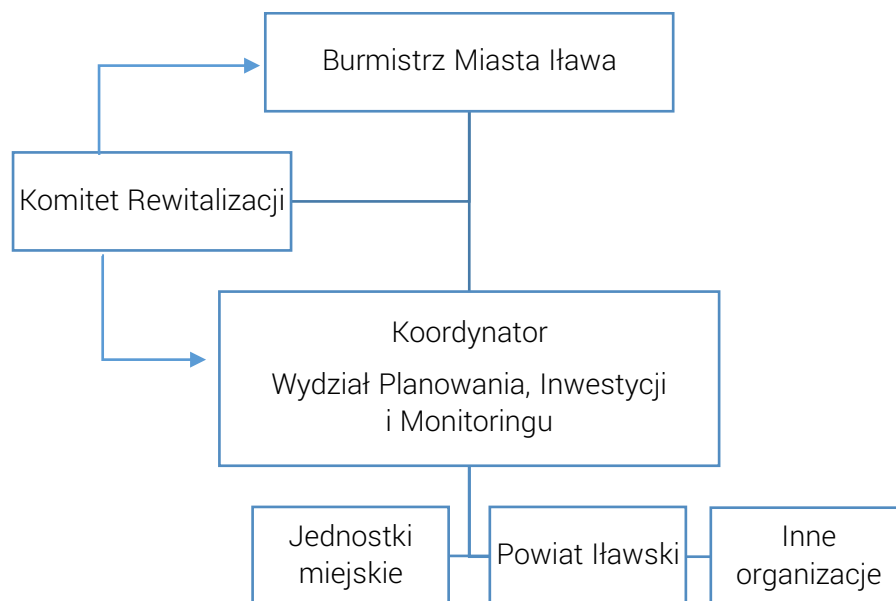 Burmistrz Miasta Iława
Komitet Rewitalizacji
Koordynator
Wydział Planowania, Inwestycji
i Monitoringu
Jednostki
miejskie
Powiat Iławski
Inne
organizacje